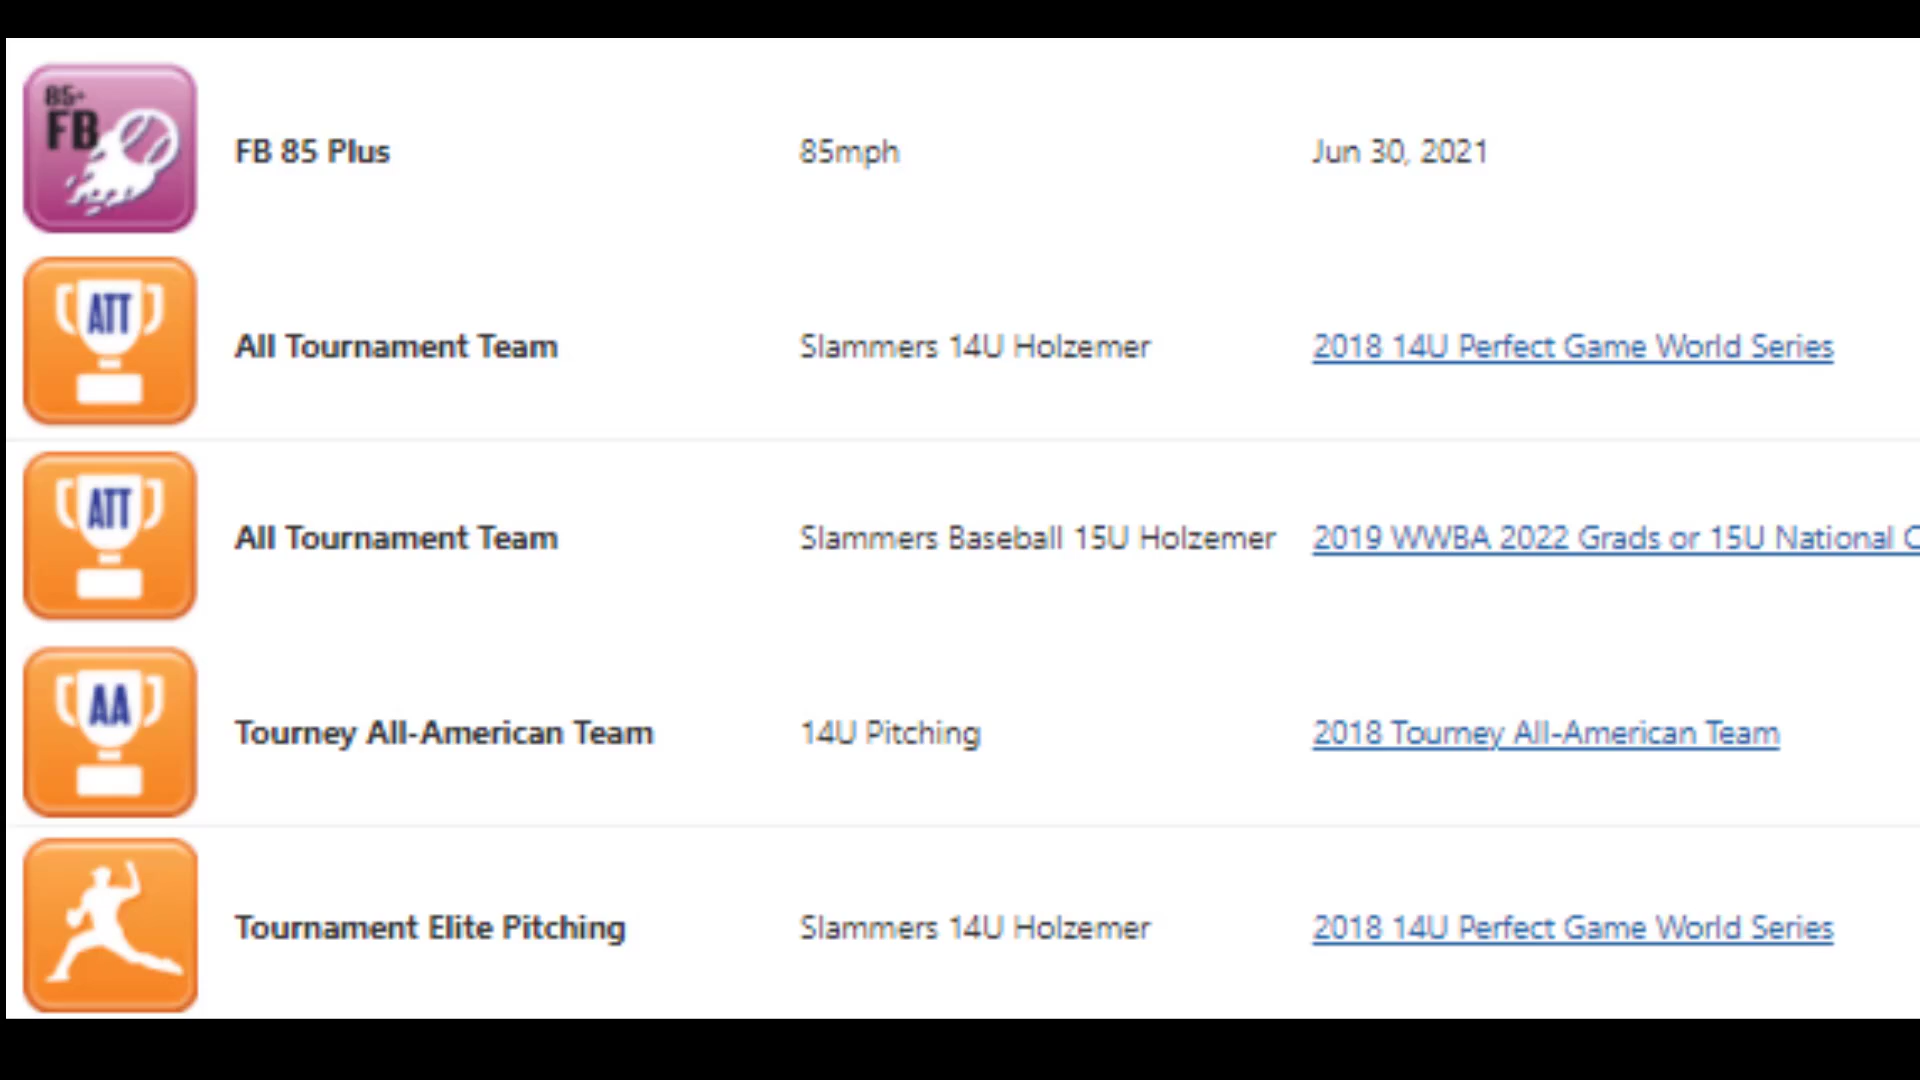 85+
FB
FB 85 Plus 85mph Jun 30, 2021
ATT
All Tournament Team Slammers 14U Holzemer 2018 14U Perfect Game World Series
ATT
All Tournament Team Slammers Baseball 15U Holzemer 2019 WWBA 2022 Grads or 15U National C
AA
Tourney All-American Team 14U Pitching 2018 Tourney All-American Team
Tournament Elite Pitching Slammers 14U Holzemer 2018 14U Perfect Game World Series